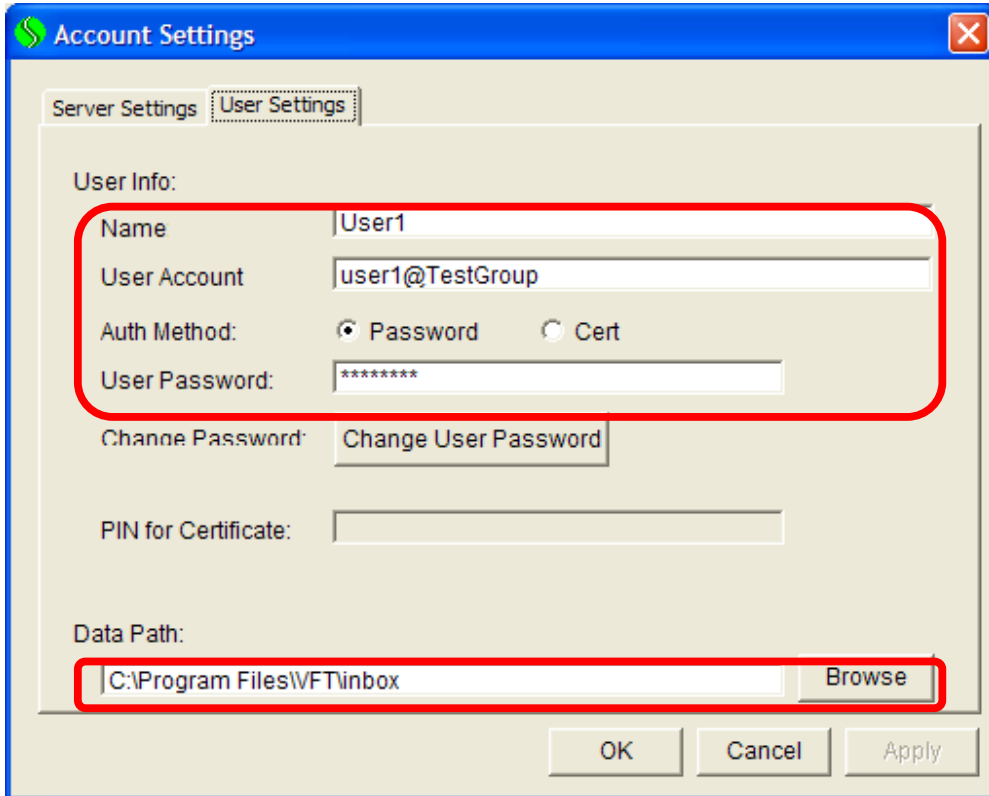 Account Settings
Server Settings User Settings
User Info:
Name User1
User Account user1@TestGroup
Auth Method: Password Cert
User Password: ********
Change Password: Change User Password
PIN for Certificate:
Data Path:
C:\Program Files\VFT\inbox Browse
OK Cancel Apply